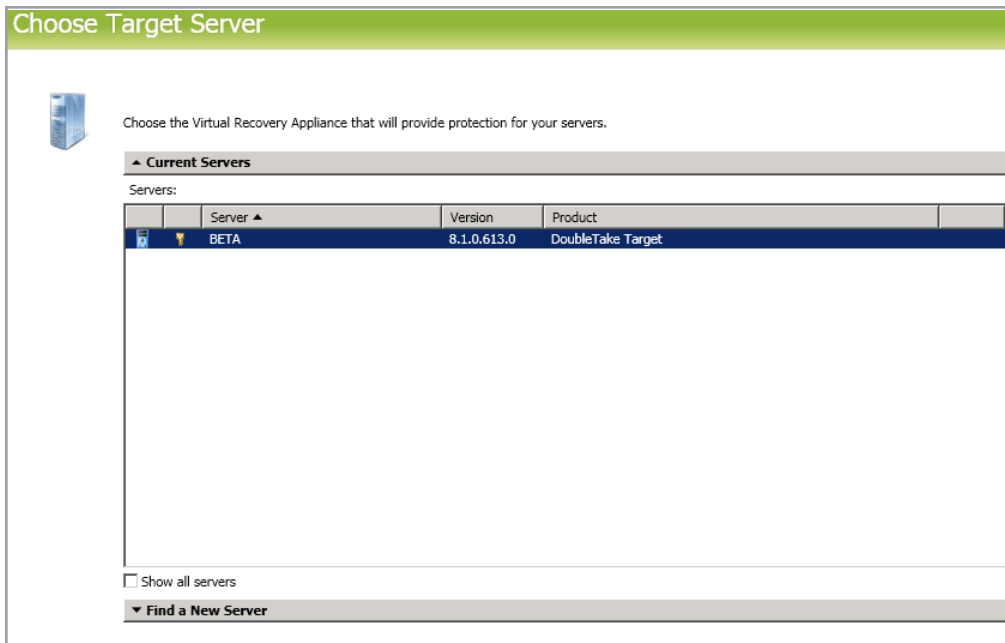 Choose Target Server
Choose the Virtual Recovery Appliance that will provide protection for your servers.
Current Servers
Servers:
Server Version Product
BETA 8.1.0.613.0 DoubleTake Target
Show all servers
Find a New Server